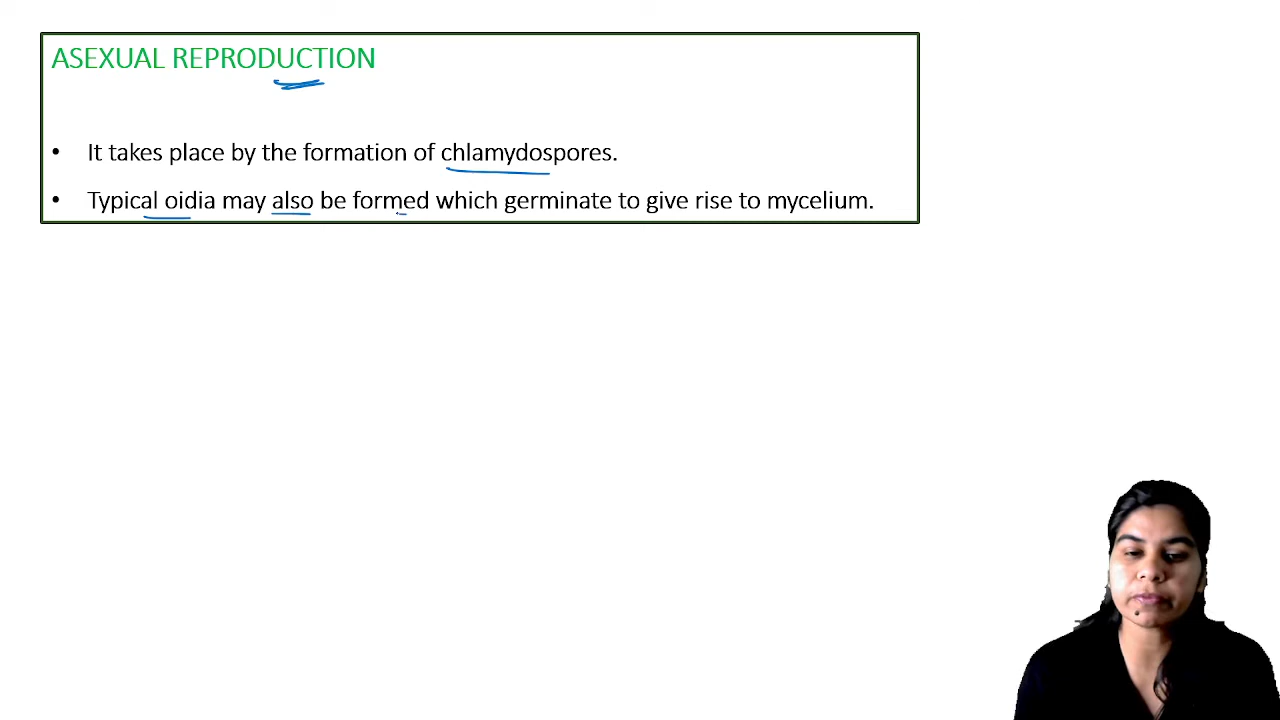 ASEXUAL REPRODUCTION
• It takes place by the formation of chlamydospores.
• Typical oidia may also be formed which germinate to give rise to mycelium.